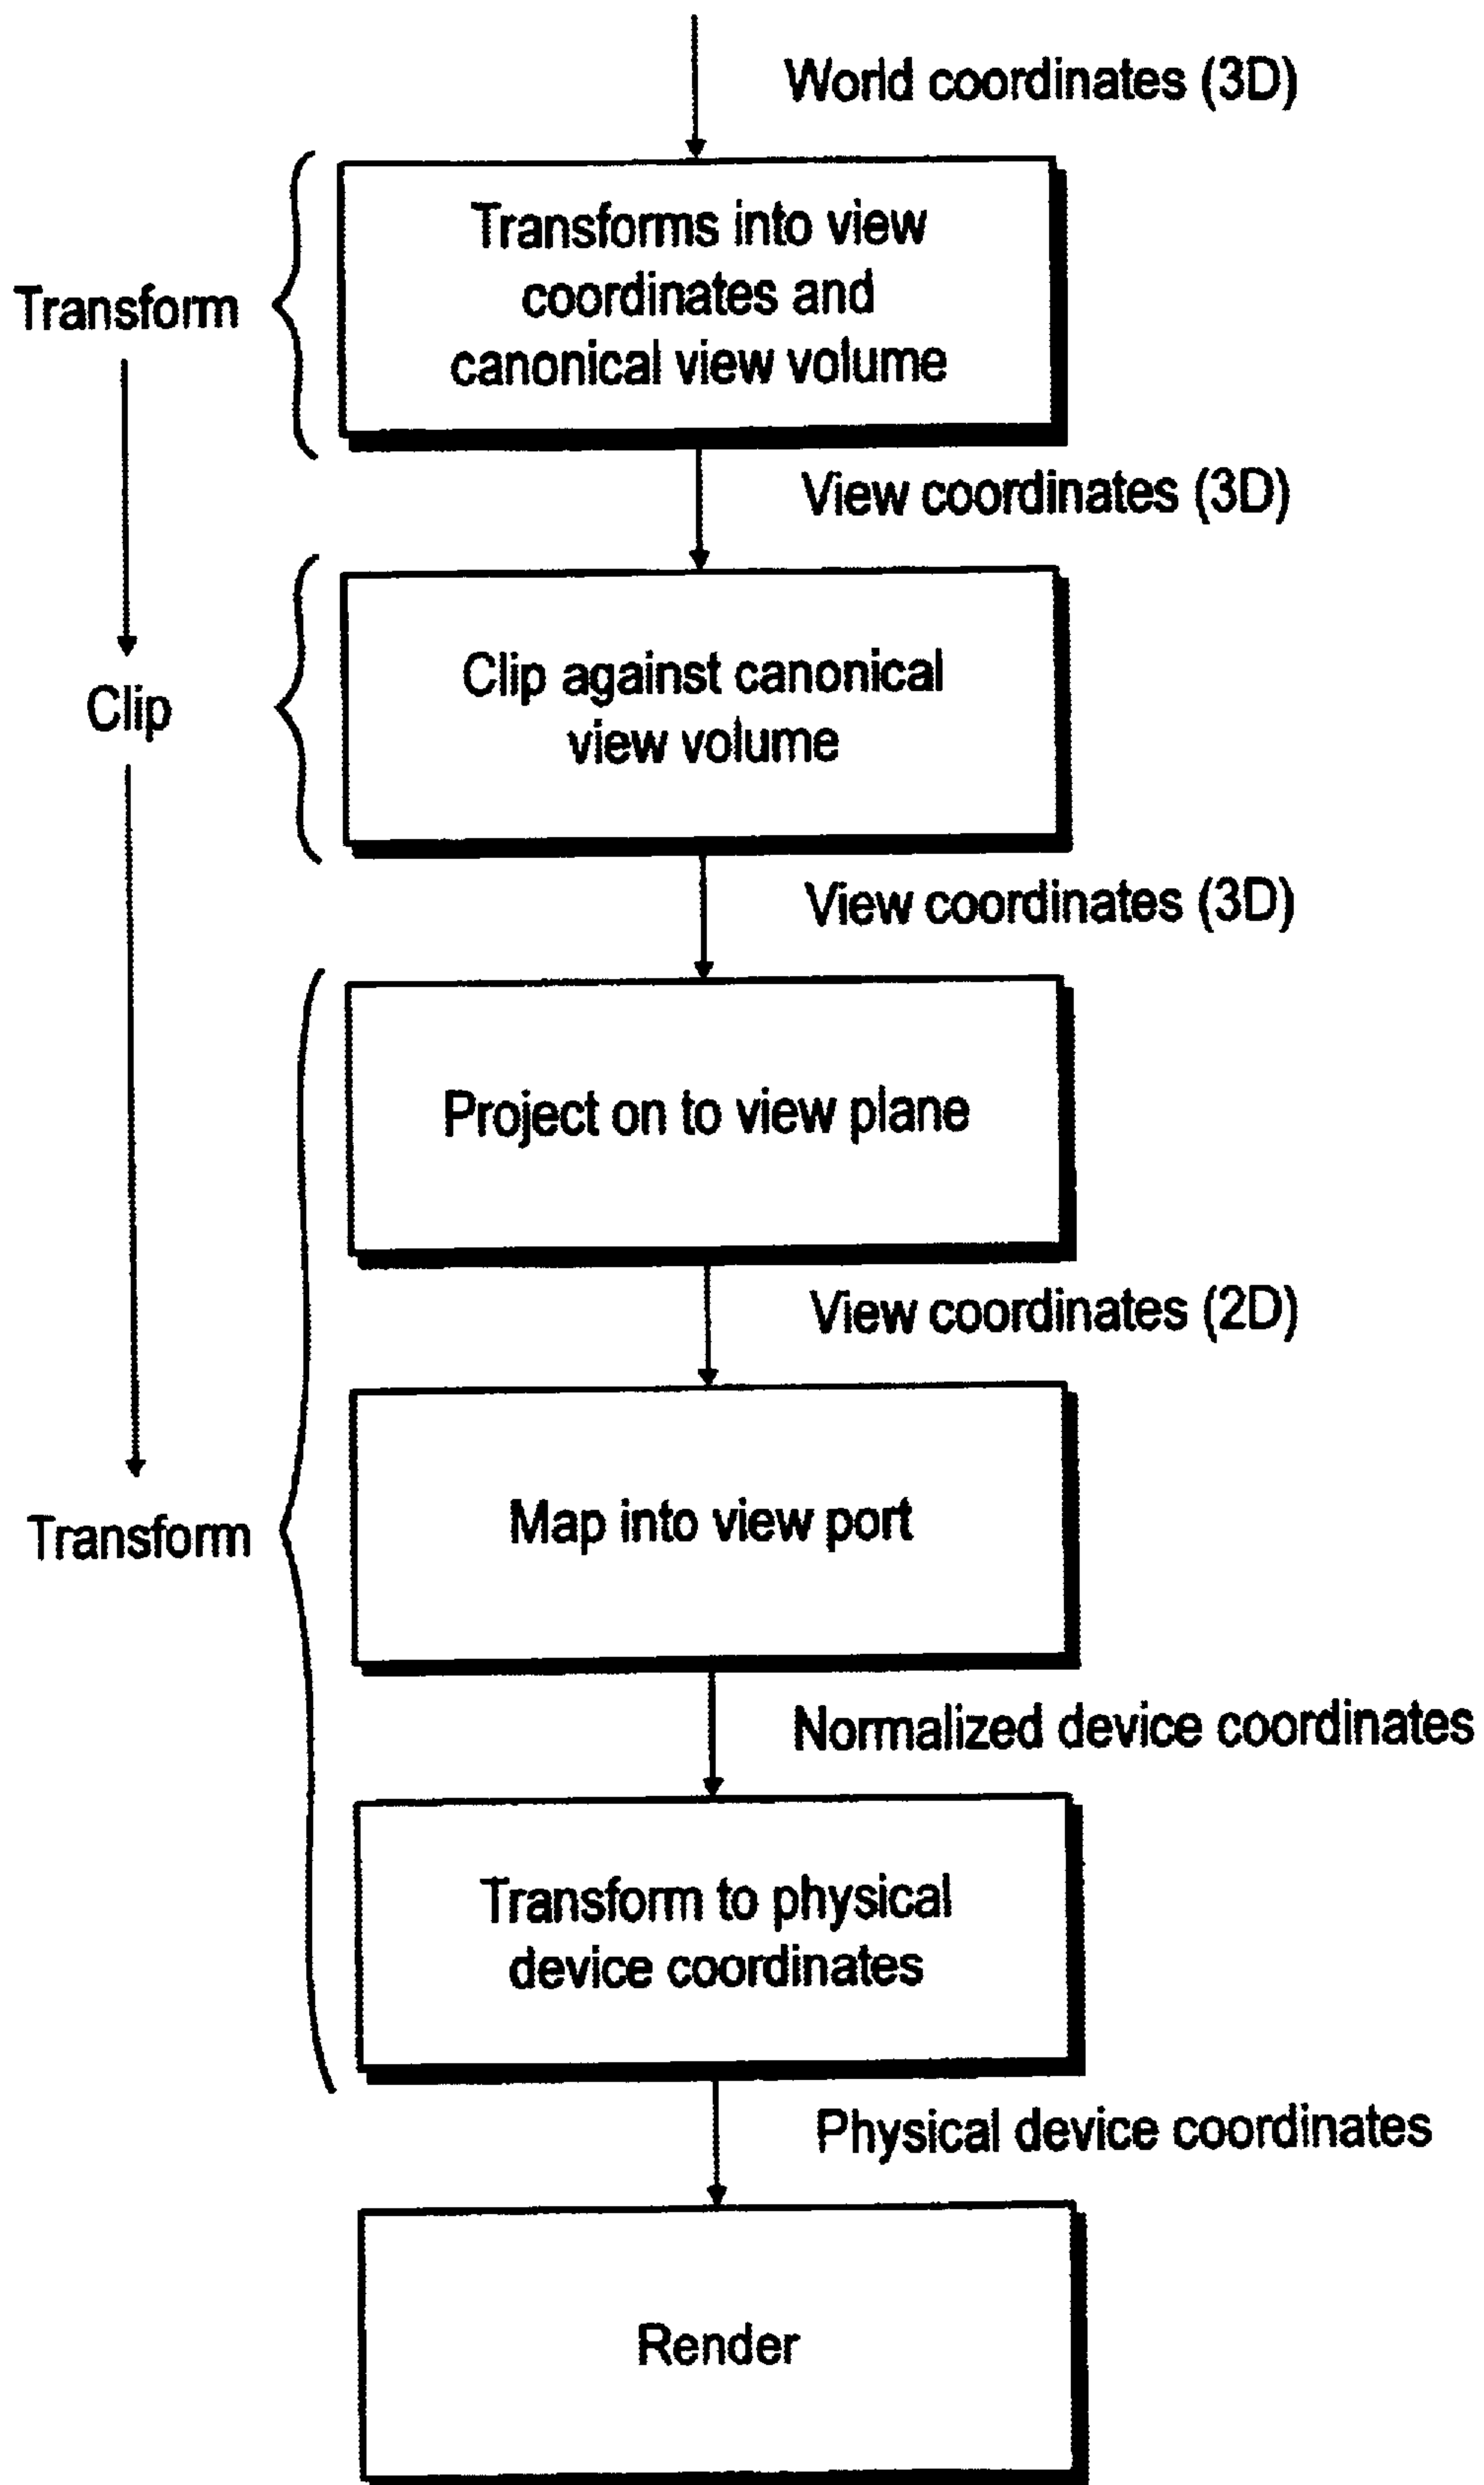 World coordinates (3D)
Transforms into view
coordinates and
canonical view volume
Transform
View coordinates (3D)
Clip against canonical
view volume
Clip
View coordinates (3D)
Project on to view plane
View coordinates (2D)
Map into view port
Transform
Normalized device coordinates
Transform to physical
device coordinates
Physical device coordinates
Render